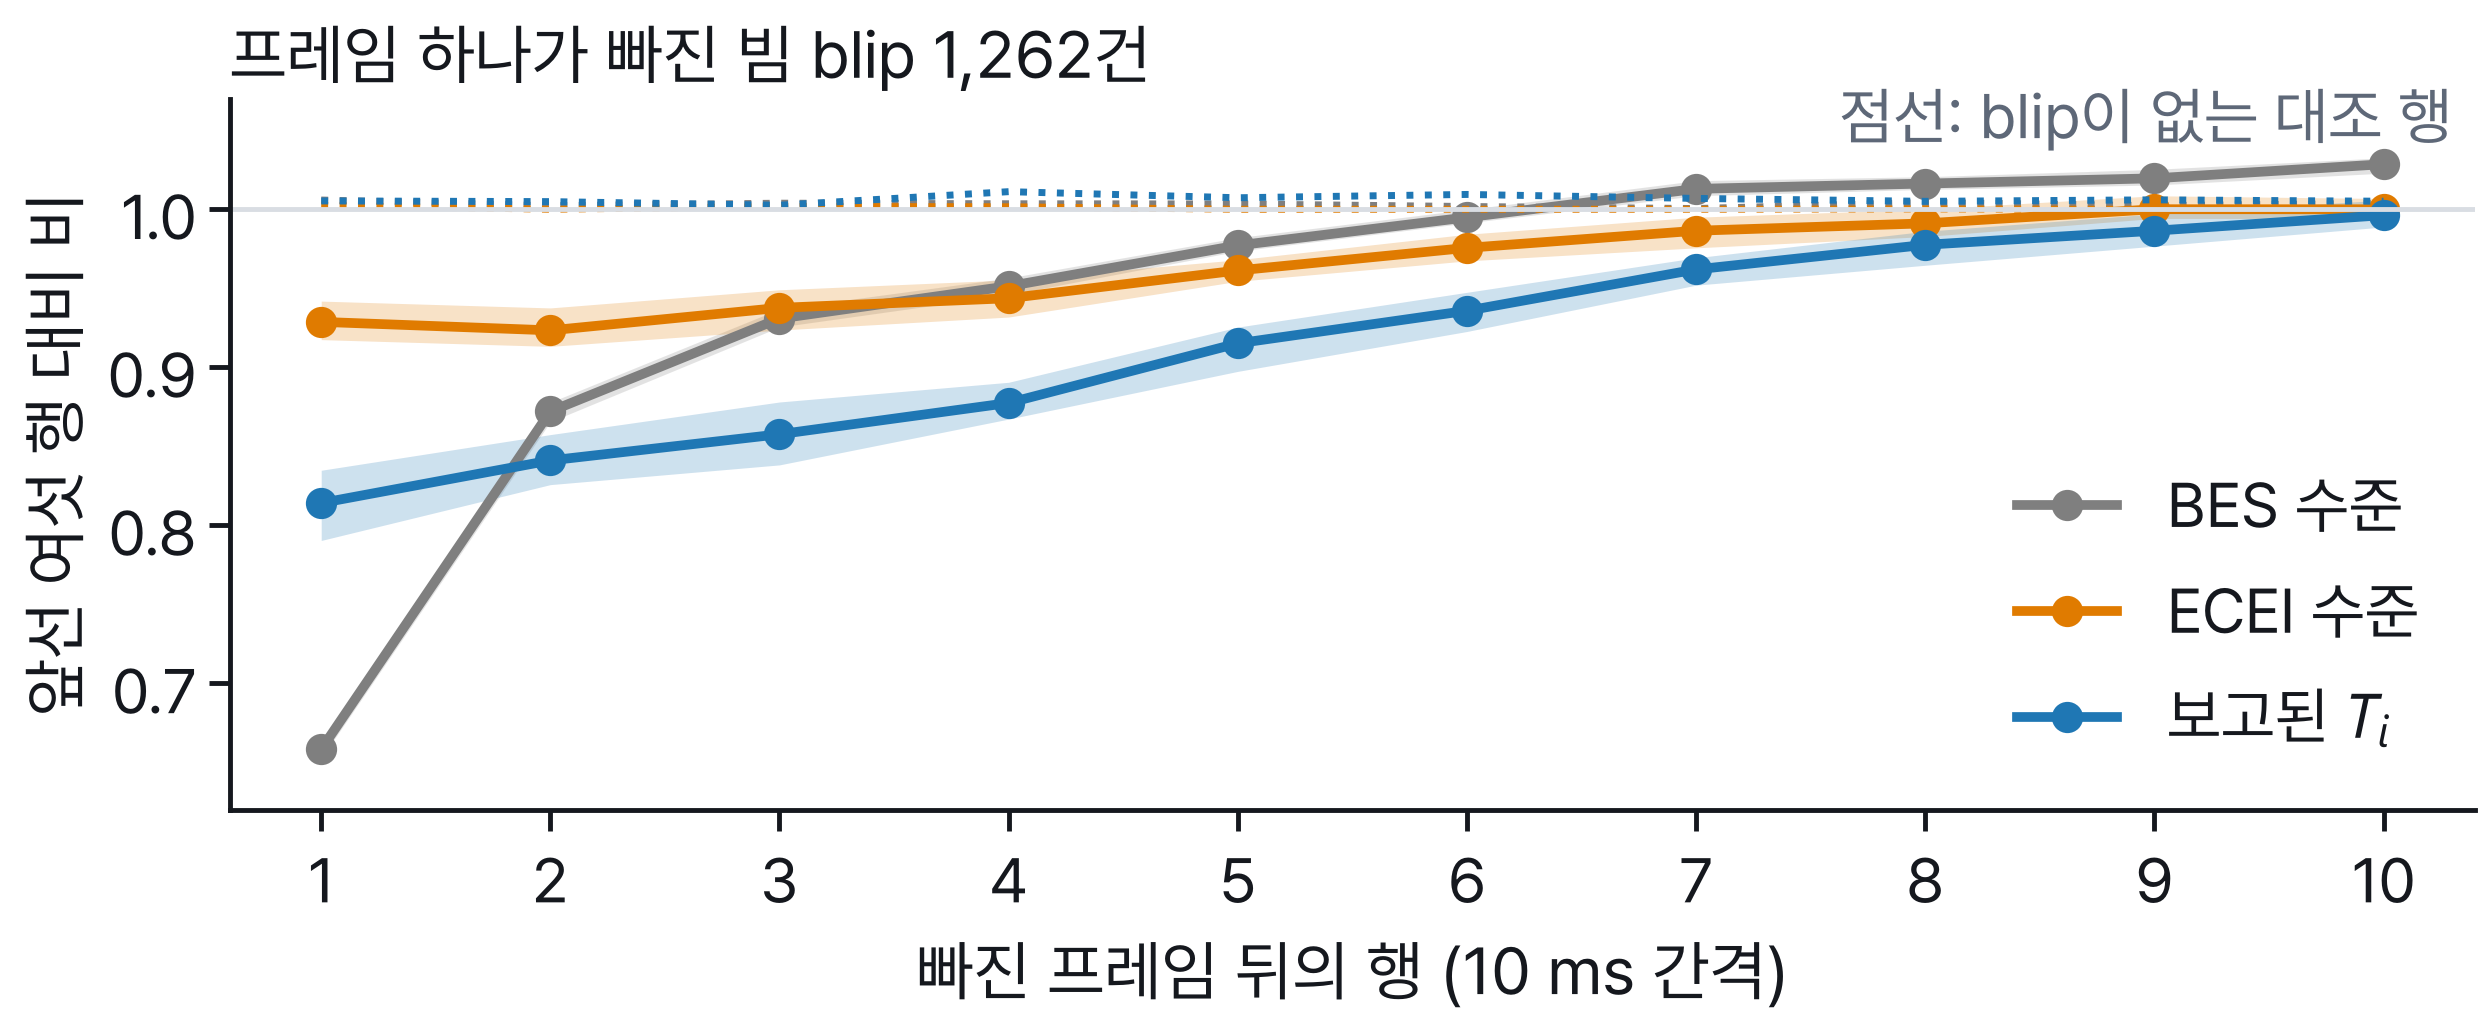 프레임 하나가 빠진 빔 blip 1,262건
점선: blip이 없는 대조 행
앞선 여섯 행 대비 비
1.0
0.9
0.8
0.7
BES 수준
ECEI 수준
보고된 T_i
1 2 3 4 5 6 7 8 9 10
빠진 프레임 뒤의 행 (10 ms 간격)